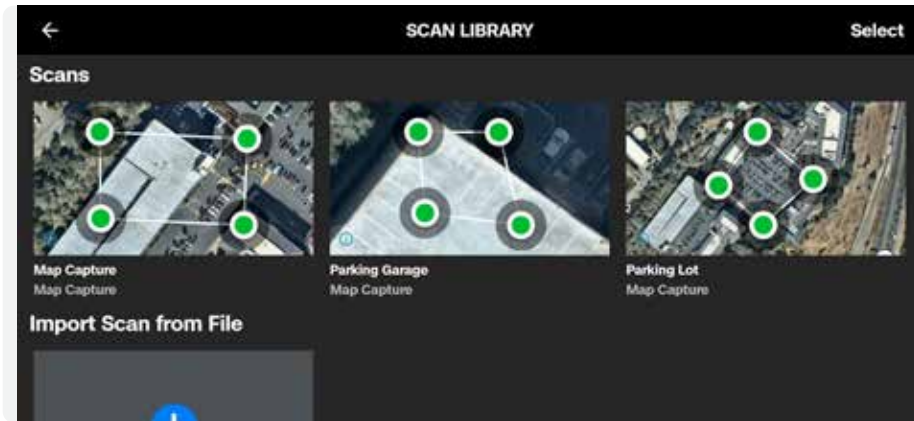 SCAN LIBRARY
Select
Scans
Map Capture
Map Capture
Parking Garage
Map Capture
Parking Lot
Map Capture
Import Scan from File